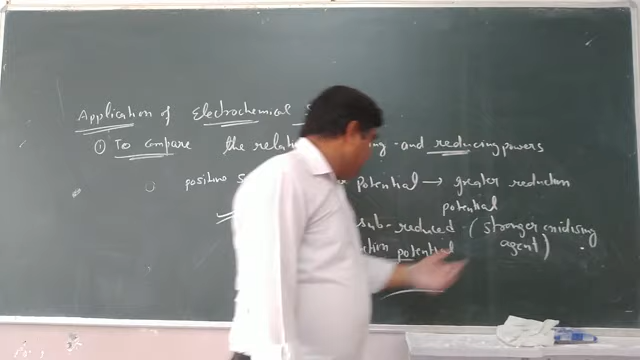 Application of Electrochemical
① To compare the relat ing and reducing powers
positive potential → greater reduction
potential
sub-reduced (stronger oxidising
potential agent)